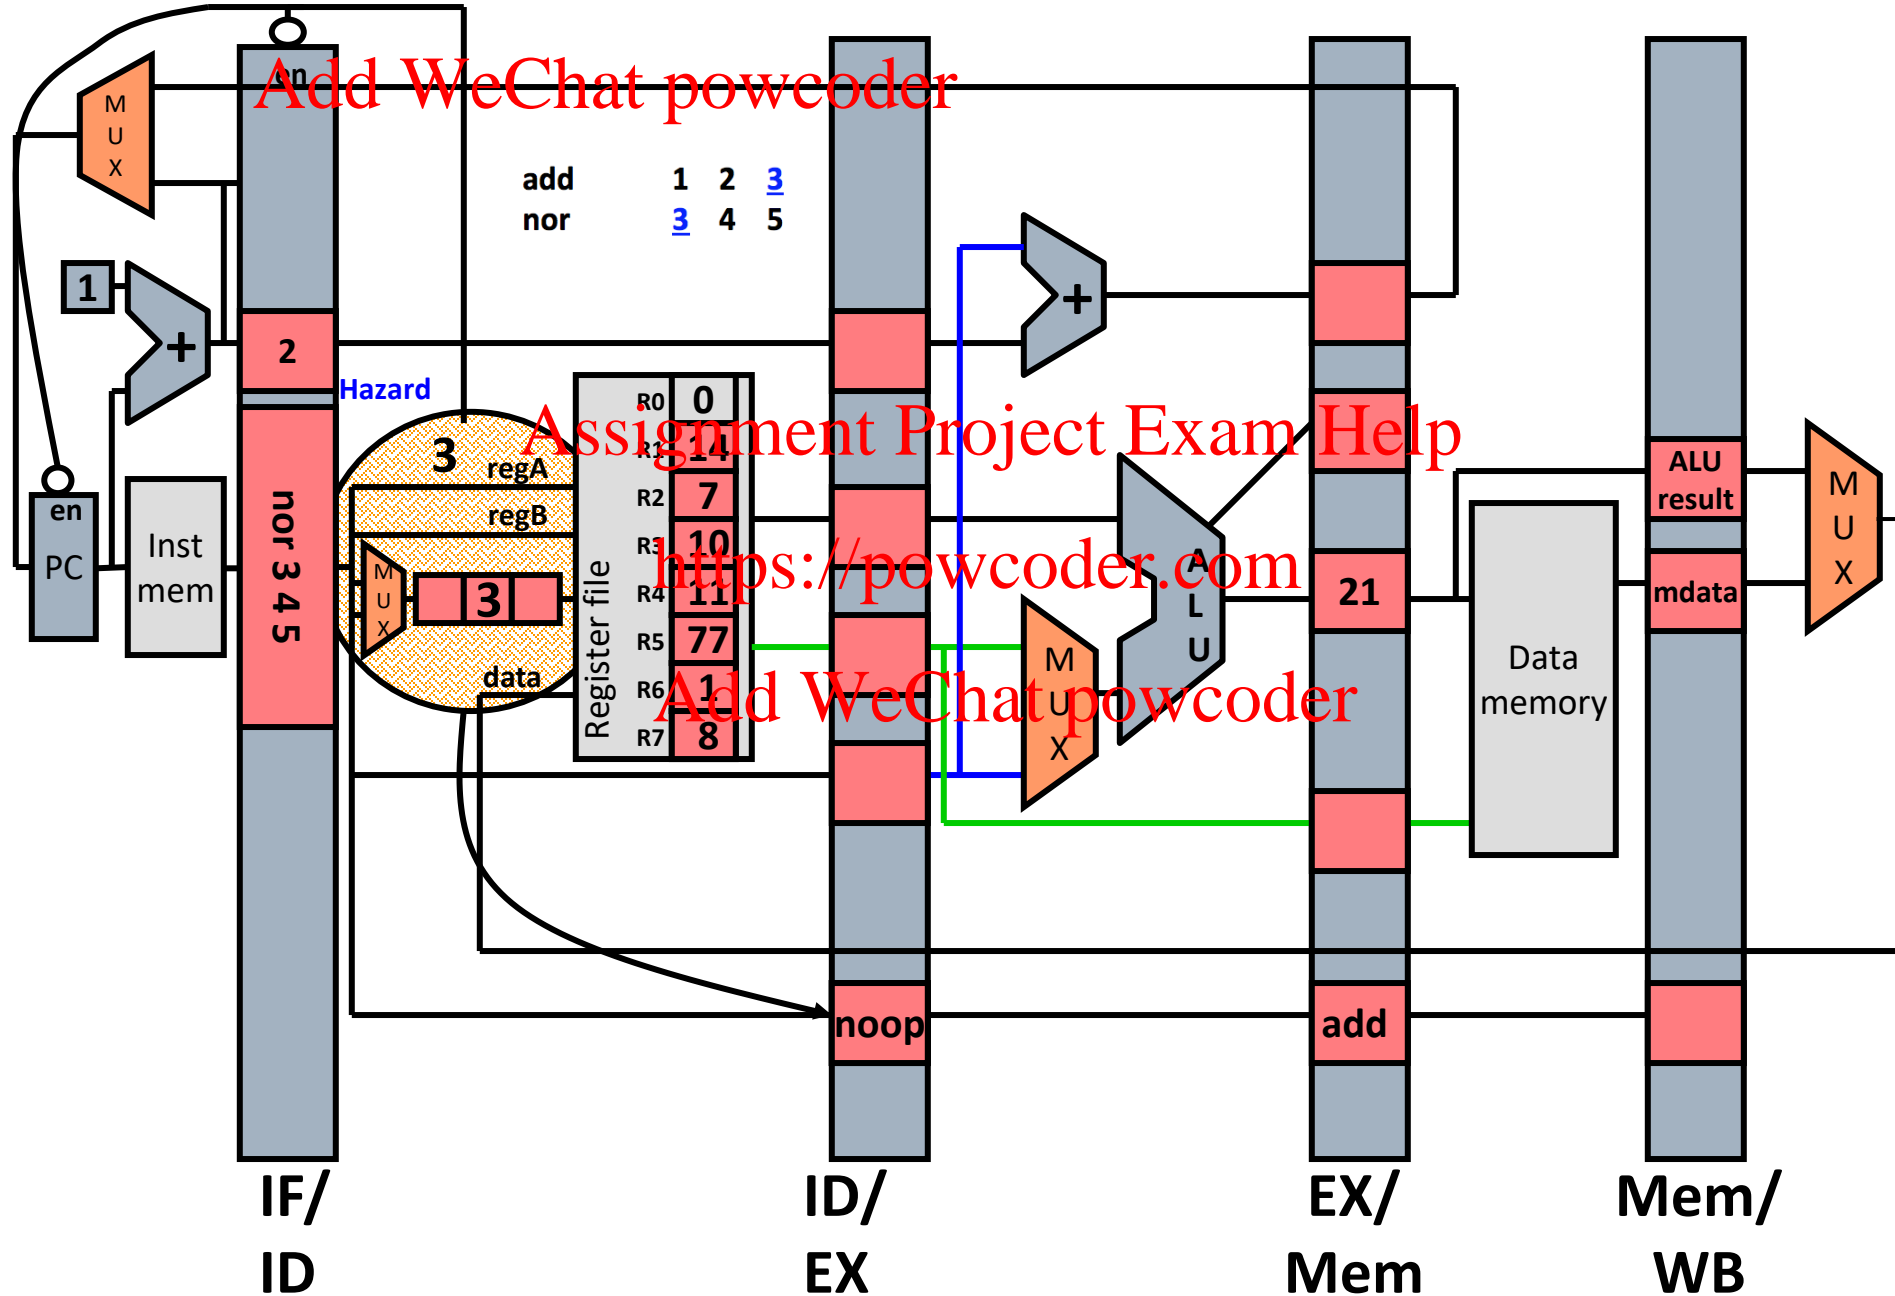 en
Add WeChat powcoder
M
U
X
add 1 2 3
nor 3 4 5
1
+
+
2
Hazard
R0 0
3
Assignment Project Exam Help
regA
R1 14
ALU
result
M
U
X
R2 7
en
PC
Inst
mem
nor 3 4 5
regB
R3 10
https://powcoder.com
A
L
U
M
U
X
3
R4 11
21
mdata
Register file
R5 77
M
U
X
Data
memory
data
R6 1
Add WeChat powcoder
R7 8
noop
add
IF/
ID
ID/
EX
EX/
Mem
Mem/
WB